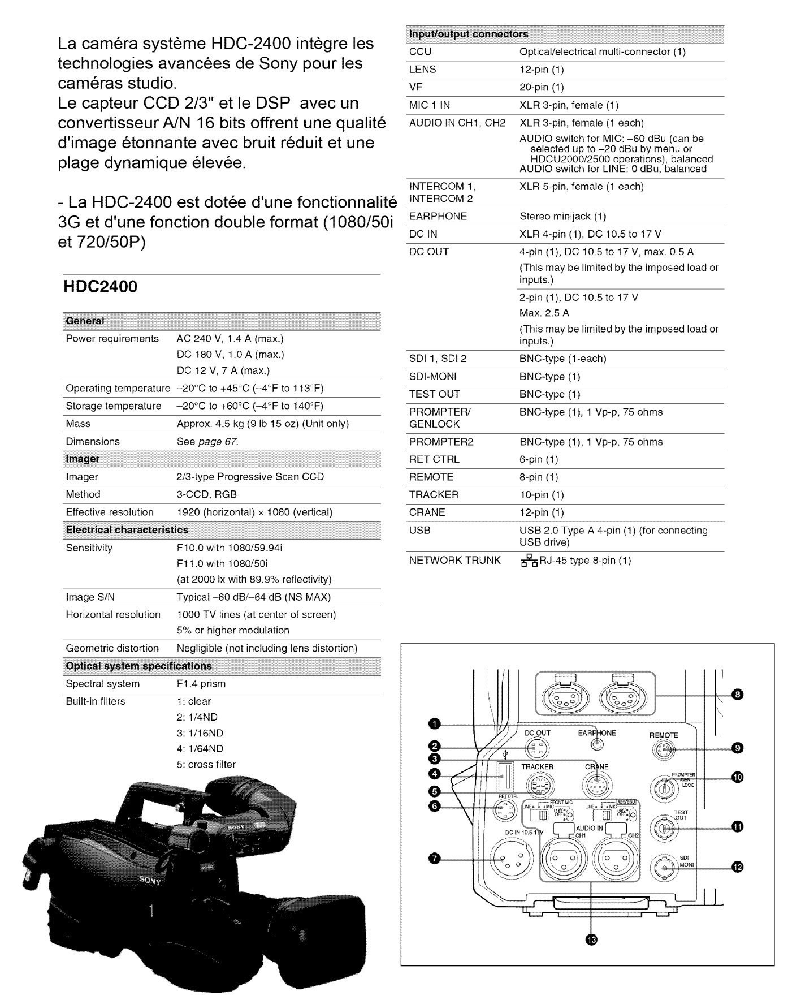 La caméra système HDC-2400 intègre les
technologies avancées de Sony pour les
caméras studio.
Le capteur CCD 2/3" et le DSP avec un
convertisseur A/N 16 bits offrent une qualité
d'image étonnante avec bruit réduit et une
plage dynamique élevée.
- La HDC-2400 est dotée d'une fonctionnalité
3G et d'une fonction double format (1080/50i
et 720/50P)
HDC2400
General
Power requirements AC 240 V, 1.4 A (max.)
DC 180 V, 1.0 A (max.)
DC 12 V, 7 A (max.)
Operating temperature –20°C to +45°C (–4°F to 113°F)
Storage temperature –20°C to +60°C (–4°F to 140°F)
Mass Approx. 4.5 kg (9 lb 15 oz) (Unit only)
Dimensions See page 67.
Imager
Imager 2/3-type Progressive Scan CCD
Method 3-CCD, RGB
Effective resolution 1920 (horizontal) × 1080 (vertical)
Electrical characteristics
Sensitivity F10.0 with 1080/59.94i
F11.0 with 1080/50i
(at 2000 lx with 89.9% reflectivity)
Image S/N Typical –60 dB/–64 dB (NS MAX)
Horizontal resolution 1000 TV lines (at center of screen)
5% or higher modulation
Geometric distortion Negligible (not including lens distortion)
Optical system specifications
Spectral system F1.4 prism
Built-in filters 1: clear
2: 1/4ND
3: 1/16ND
4: 1/64ND
5: cross filter
SONY
SONY
1
Input/output connectors
CCU Optical/electrical multi-connector (1)
LENS 12-pin (1)
VF 20-pin (1)
MIC 1 IN XLR 3-pin, female (1)
AUDIO IN CH1, CH2 XLR 3-pin, female (1 each)
AUDIO switch for MIC: –60 dBu (can be
selected up to –20 dBu by menu or
HDCU2000/2500 operations), balanced
AUDIO switch for LINE: 0 dBu, balanced
INTERCOM 1, XLR 5-pin, female (1 each)
INTERCOM 2
EARPHONE Stereo minijack (1)
DC IN XLR 4-pin (1), DC 10.5 to 17 V
DC OUT 4-pin (1), DC 10.5 to 17 V, max. 0.5 A
(This may be limited by the imposed load or
inputs.)
2-pin (1), DC 10.5 to 17 V
Max. 2.5 A
(This may be limited by the imposed load or
inputs.)
SDI 1, SDI 2 BNC-type (1-each)
SDI-MONI BNC-type (1)
TEST OUT BNC-type (1)
PROMPTER/ BNC-type (1), 1 Vp-p, 75 ohms
GENLOCK
PROMPTER2 BNC-type (1), 1 Vp-p, 75 ohms
RET CTRL 6-pin (1)
REMOTE 8-pin (1)
TRACKER 10-pin (1)
CRANE 12-pin (1)
USB USB 2.0 Type A 4-pin (1) (for connecting
USB drive)
NETWORK TRUNK RJ-45 type 8-pin (1)
8
1
DC OUT EARPHONE REMOTE
2 9
3
TRACKER CRANE
4 PROMPTER /GEN LOCK 10
5
RET CTRL
6 LINE MIC FRONT MIC +48V OFF LINE MIC AES/EBU +48V OFF
TEST OUT
11
DC IN 10.5-17V AUDIO IN CH1 CH2
7 SDI MONI
12
13